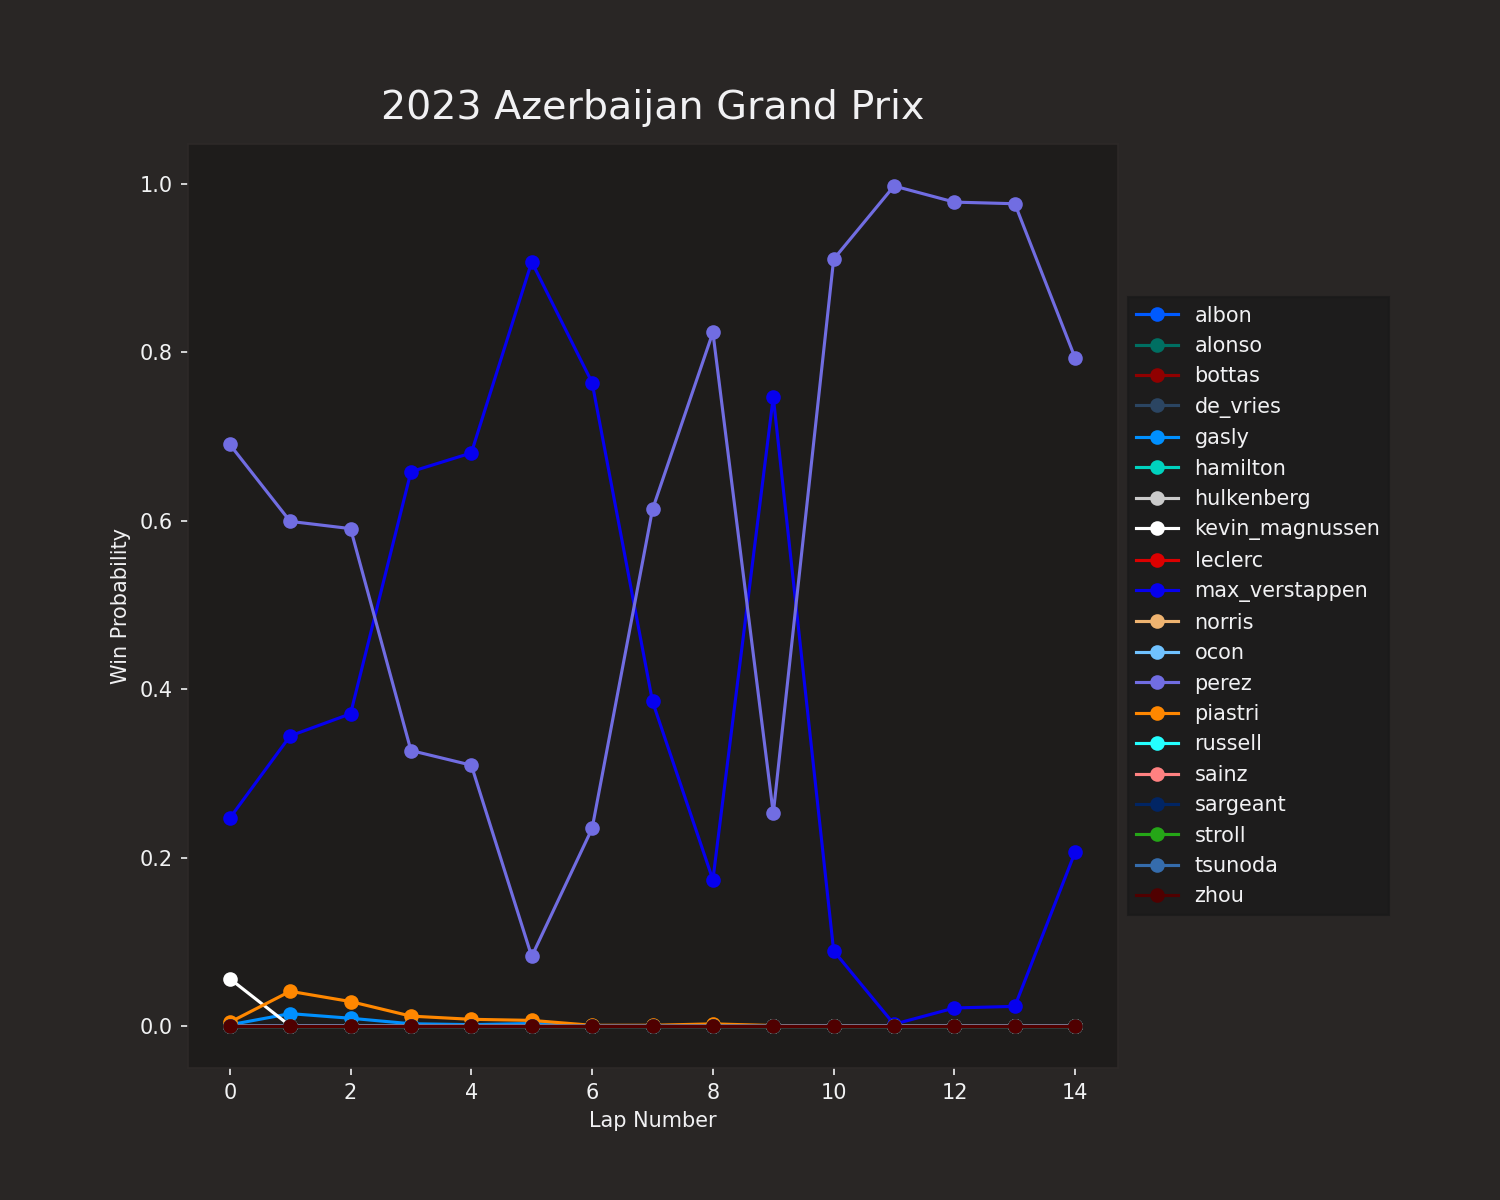 2023 Azerbaijan Grand Prix
Win Probability
1.0
0.8
0.6
0.4
0.2
0.0
0 2 4 6 8 10 12 14
Lap Number
albon
alonso
bottas
de_vries
gasly
hamilton
hulkenberg
kevin_magnussen
leclerc
max_verstappen
norris
ocon
perez
piastri
russell
sainz
sargeant
stroll
tsunoda
zhou